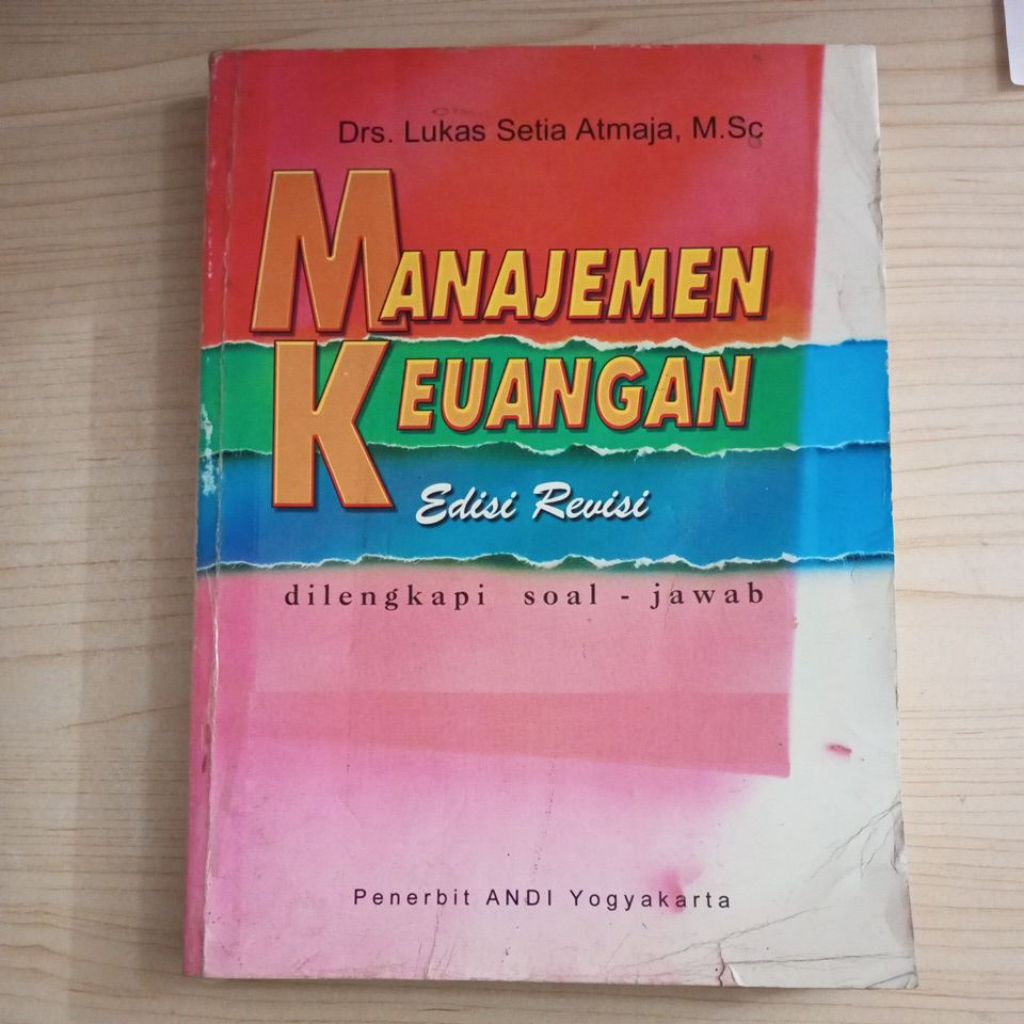 Drs. Lukas Setia Atmaja, M.Sc
MANAJEMEN
KEUANGAN
Edisi Revisi
dilengkapi soal - jawab
Penerbit ANDI Yogyakarta